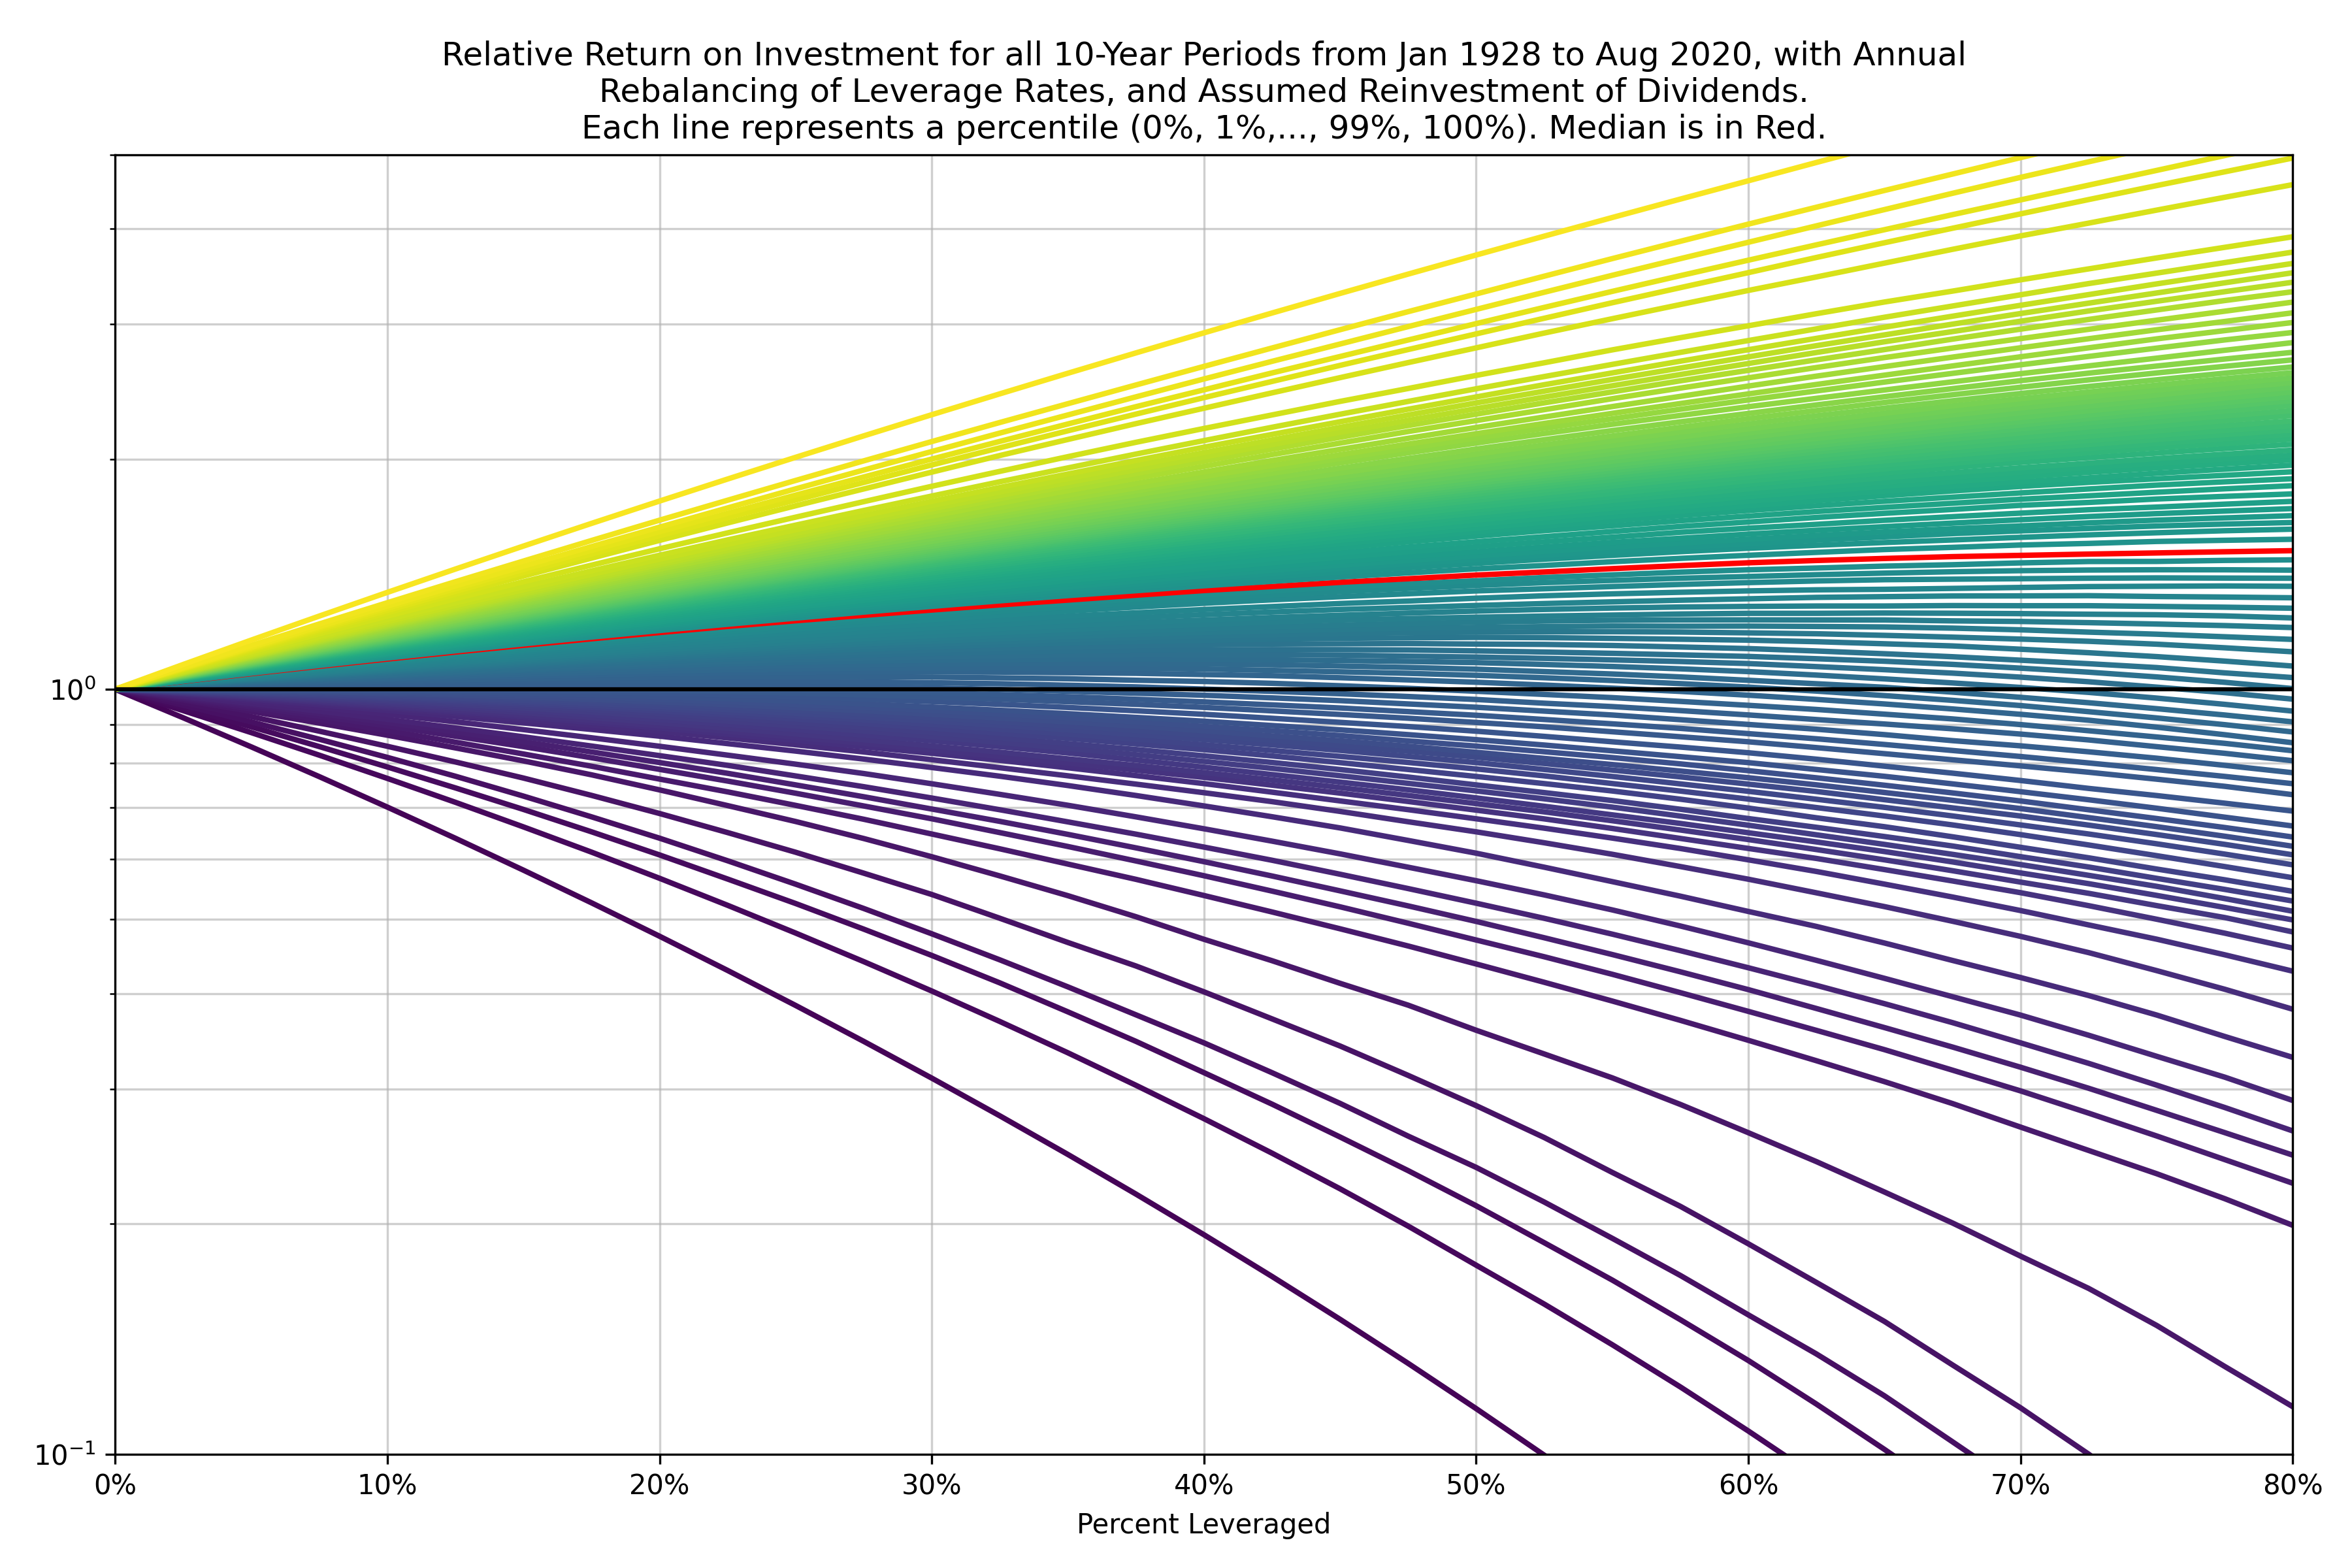 Relative Return on Investment for all 10-Year Periods from Jan 1928 to Aug 2020, with Annual
Rebalancing of Leverage Rates, and Assumed Reinvestment of Dividends.
Each line represents a percentile (0%, 1%,..., 99%, 100%). Median is in Red.
10⁰
10⁻¹
0% 10% 20% 30% 40% 50% 60% 70% 80%
Percent Leveraged